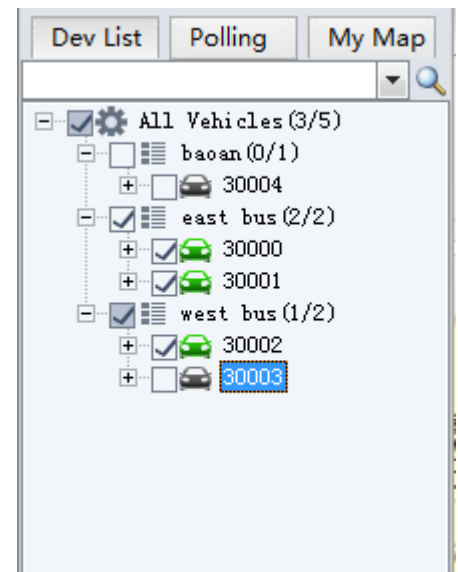 Dev List Polling My Map
All Vehicles(3/5)
baoan(0/1)
30004
east bus(2/2)
30000
30001
west bus(1/2)
30002
30003